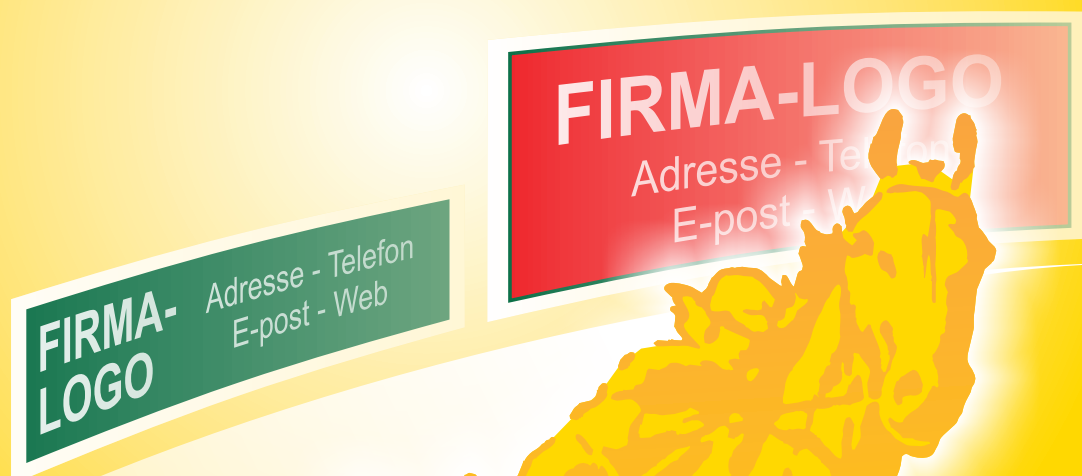 FIRMA-
LOGO
Adresse - Telefon
E-post - Web
FIRMA-LOGO
Adresse -
E-post -